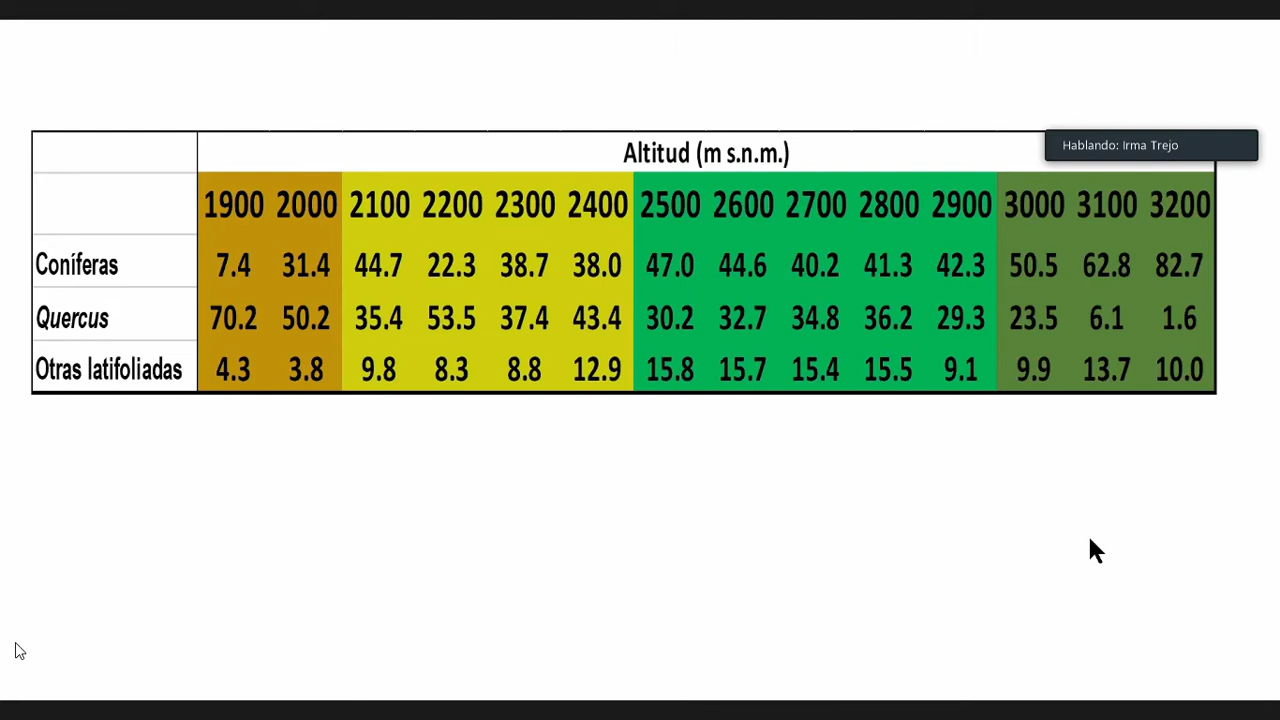 Altitud (m s.n.m.)
Hablando: Irma Trejo
1900 2000 2100 2200 2300 2400 2500 2600 2700 2800 2900 3000 3100 3200
Coníferas 7.4 31.4 44.7 22.3 38.7 38.0 47.0 44.6 40.2 41.3 42.3 50.5 62.8 82.7
Quercus 70.2 50.2 35.4 53.5 37.4 43.4 30.2 32.7 34.8 36.2 29.3 23.5 6.1 1.6
Otras latifoliadas 4.3 3.8 9.8 8.3 8.8 12.9 15.8 15.7 15.4 15.5 9.1 9.9 13.7 10.0